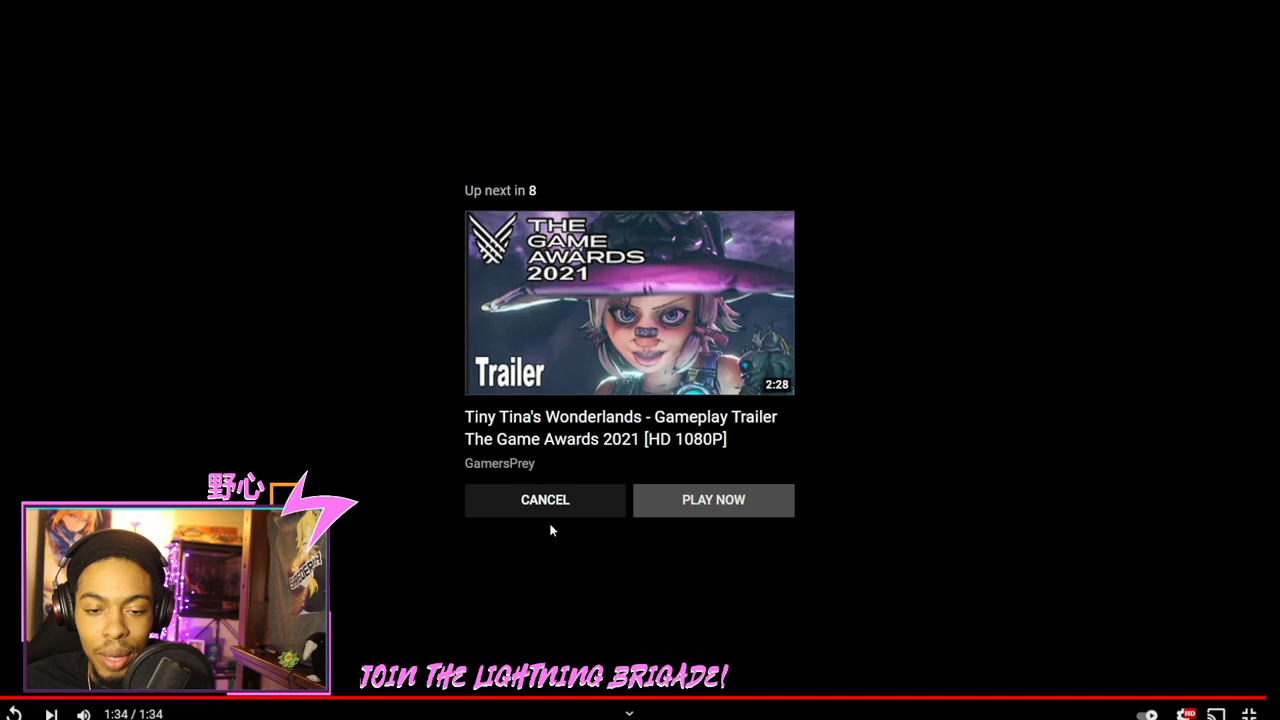 Up next in 8
THE
GAME
AWARDS
2021
Trailer
2:28
Tiny Tina's Wonderlands - Gameplay Trailer
The Game Awards 2021 [HD 1080P]
GamersPrey
CANCEL
PLAY NOW
野心
JOIN THE LIGHTNING BRIGADE!
1:34 / 1:34
HD